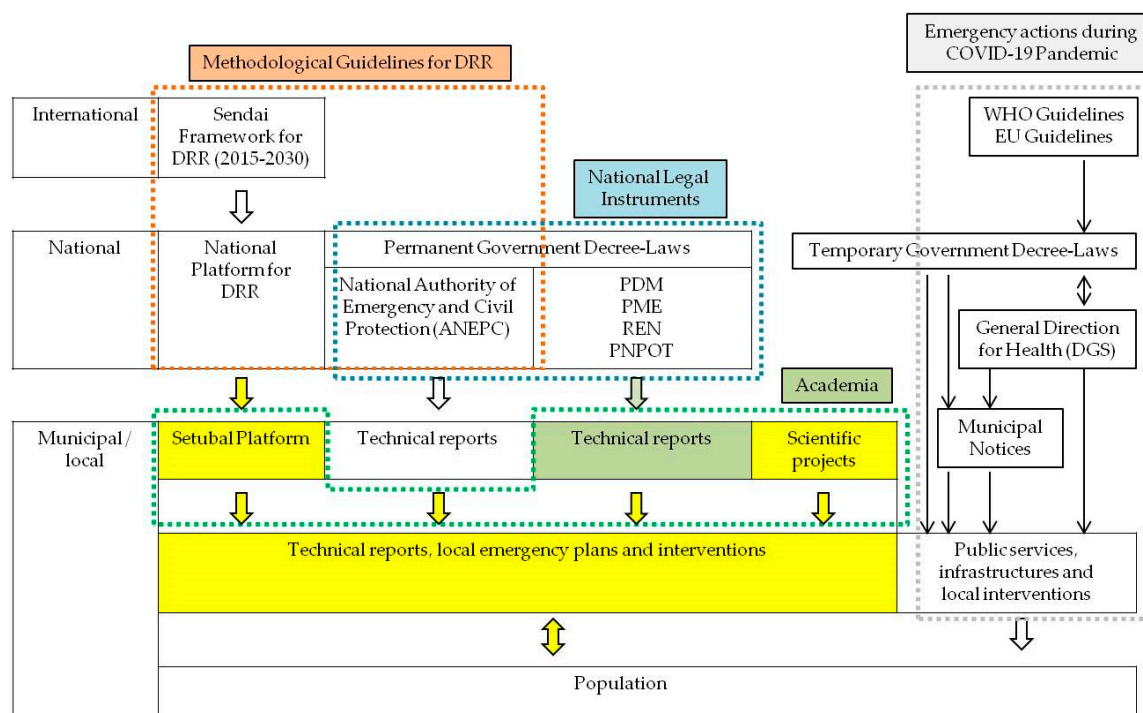 Emergency actions during
COVID-19 Pandemic
Methodological Guidelines for DRR
International
Sendai
Framework for
DRR (2015-2030)
WHO Guidelines
EU Guidelines
National Legal
Instruments
National
National
Platform for
DRR
Permanent Government Decree-Laws
Temporary Government Decree-Laws
National Authority of
Emergency and Civil
Protection (ANEPC)
PDM
PME
REN
PNPOT
General Direction
for Health (DGS)
Academia
Municipal /
local
Setubal Platform
Technical reports
Technical reports
Scientific
projects
Municipal
Notices
Technical reports, local emergency plans and interventions
Public services,
infrastructures and
local interventions
Population